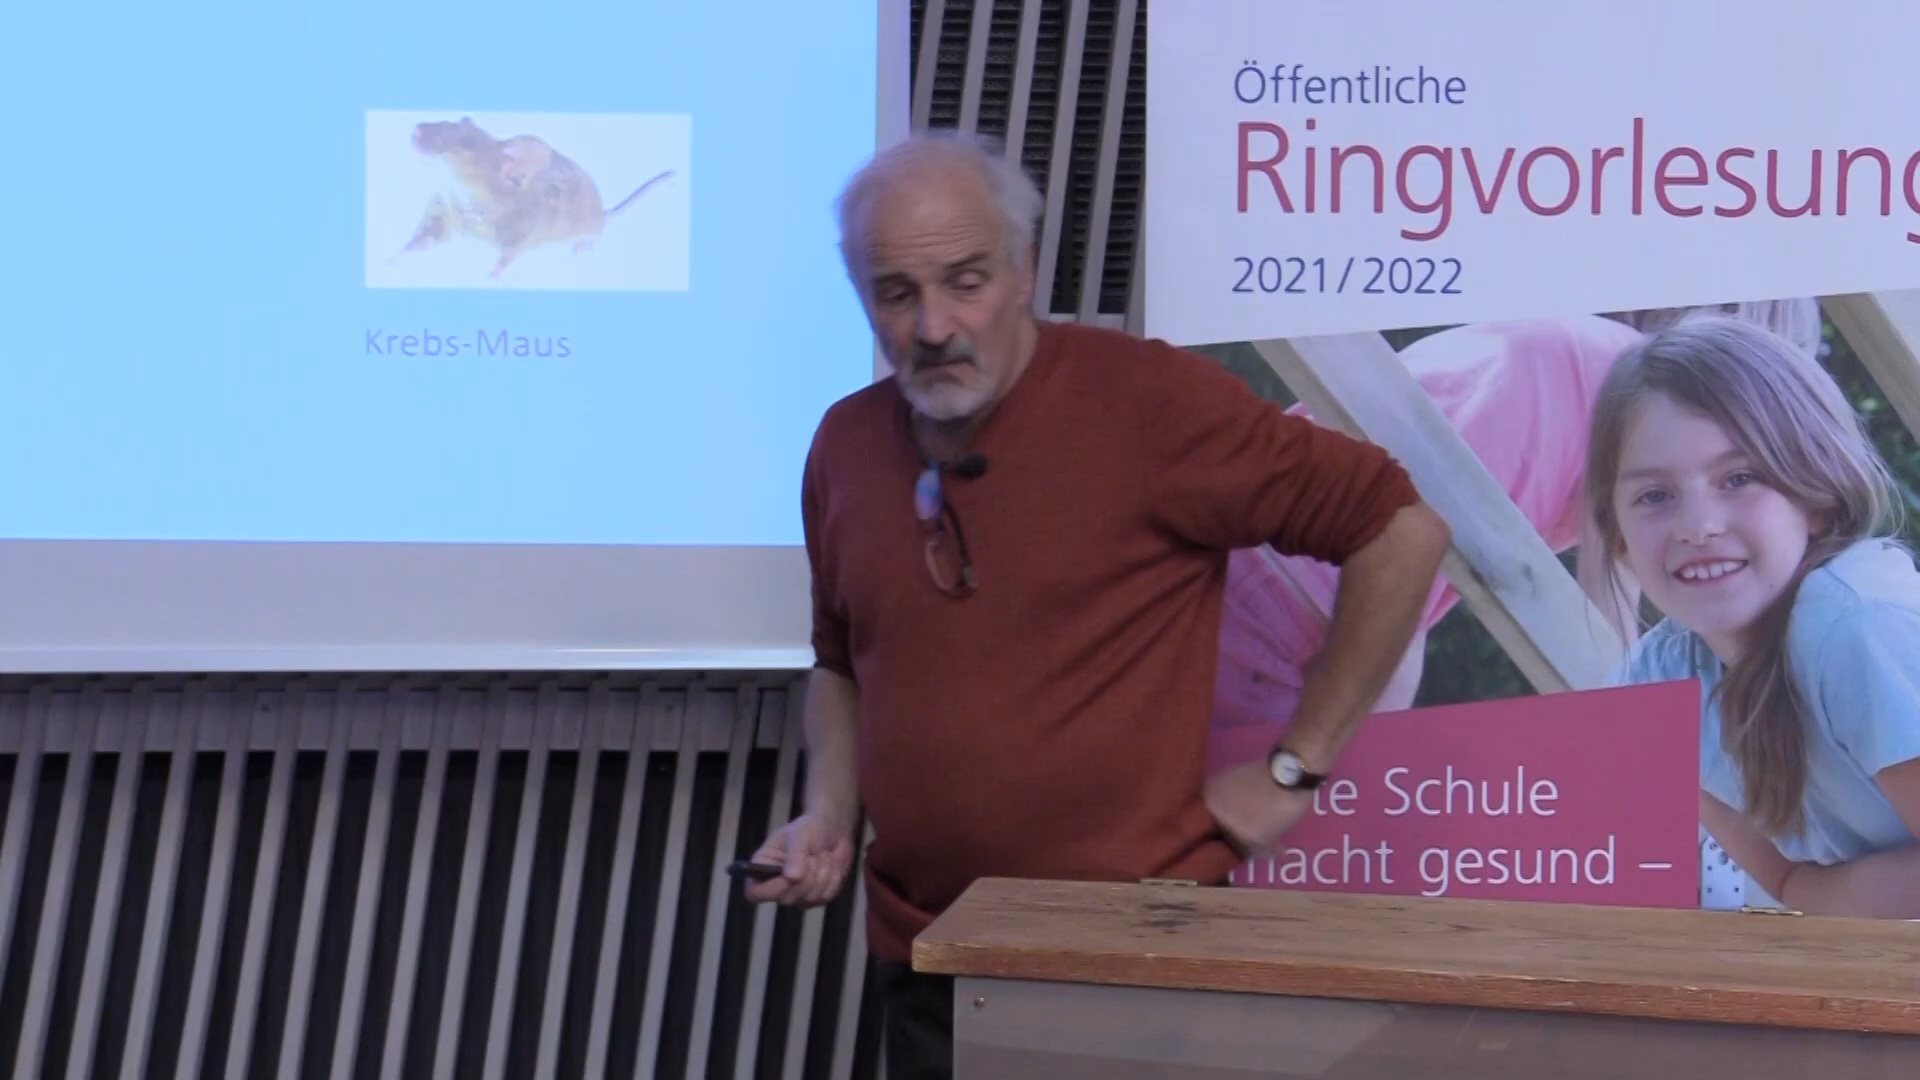 Krebs-Maus
Öffentliche
Ringvorlesung
2021/2022
te Schule
macht gesund –